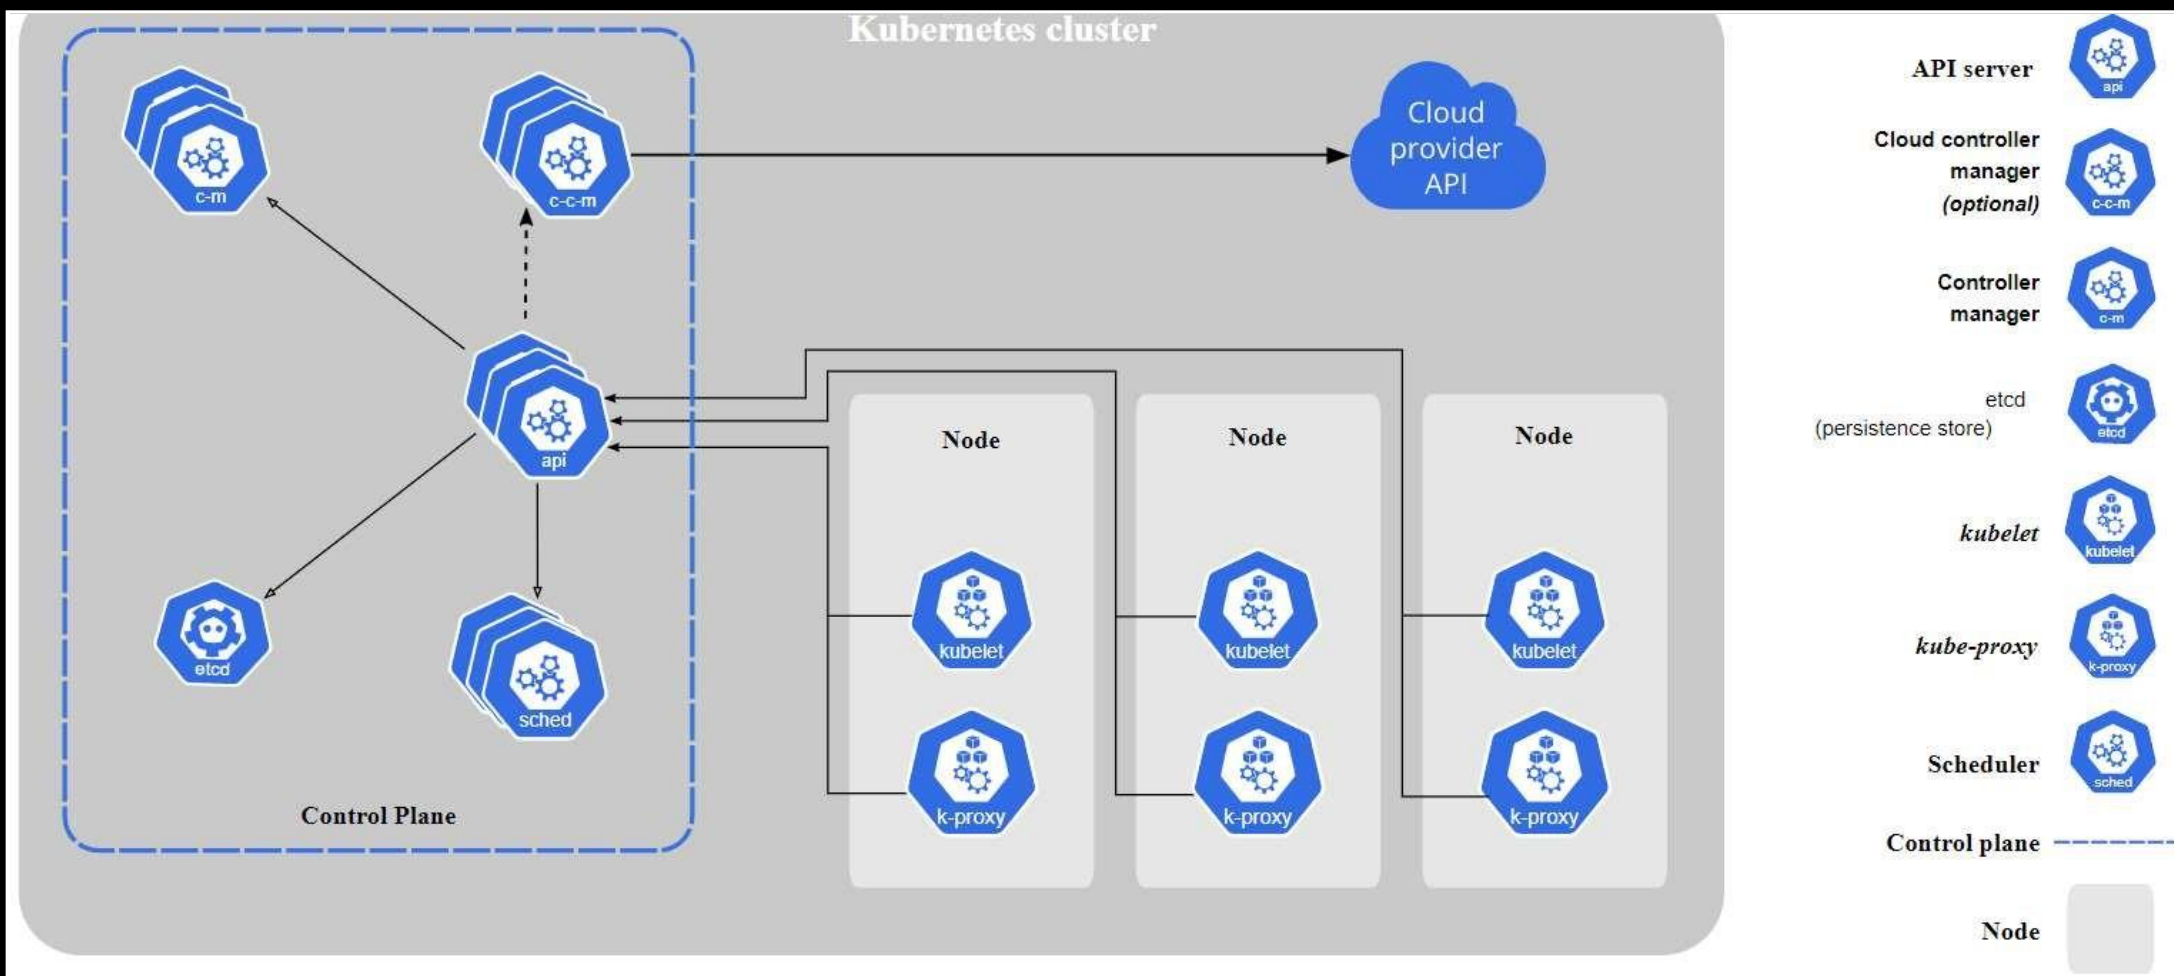 Kubernetes cluster
c-m
c-c-m
Cloud
provider
API
api
etcd
sched
Control Plane
Node
kubelet
k-proxy
Node
kubelet
k-proxy
Node
kubelet
k-proxy
API server
api
Cloud controller
manager
(optional)
c-c-m
Controller
manager
c-m
etcd
(persistence store)
etcd
kubelet
kubelet
kube-proxy
k-proxy
Scheduler
sched
Control plane
Node